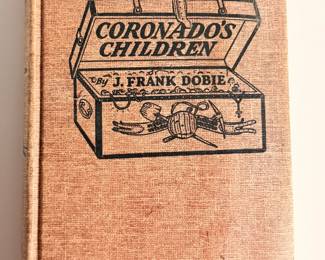 CORONADO'S
CHILDREN
By J. FRANK DOBIE